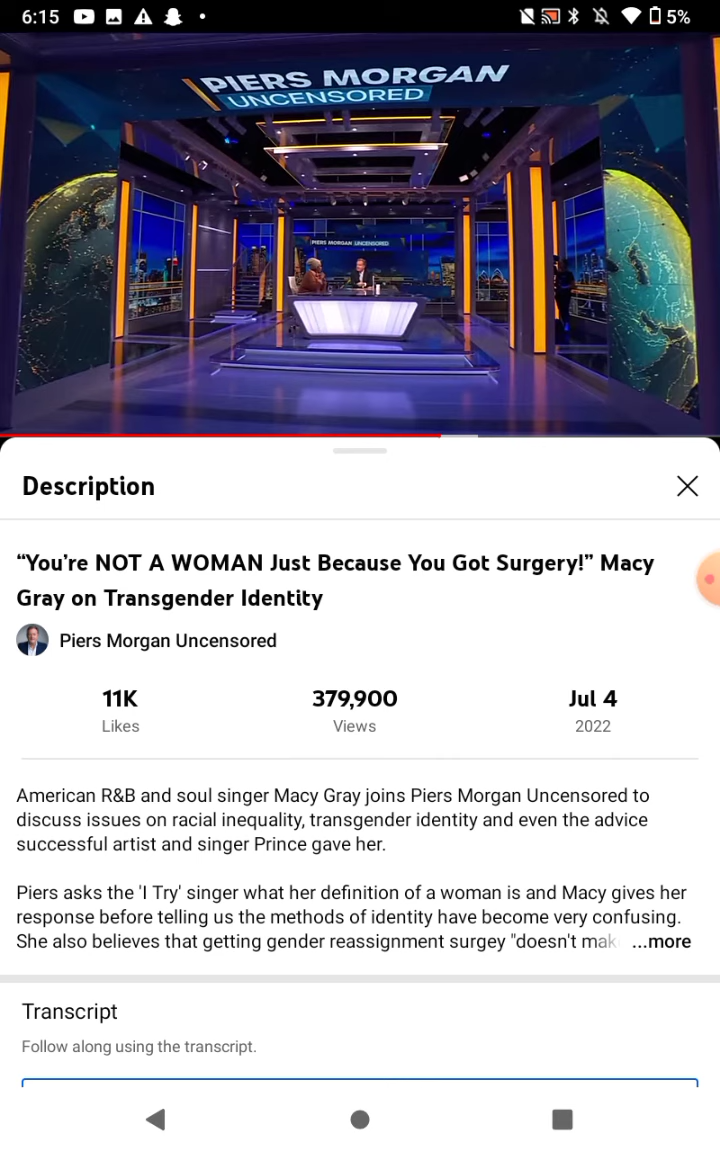 6:15
5%
PIERS MORGAN
UNCENSORED
PIERS MORGAN UNCENSORED
Description
“You’re NOT A WOMAN Just Because You Got Surgery!” Macy
Gray on Transgender Identity
Piers Morgan Uncensored
11K
379,900
Jul 4
Likes
Views
2022
American R&B and soul singer Macy Gray joins Piers Morgan Uncensored to
discuss issues on racial inequality, transgender identity and even the advice
successful artist and singer Prince gave her.
Piers asks the 'I Try' singer what her definition of a woman is and Macy gives her
response before telling us the methods of identity have become very confusing.
She also believes that getting gender reassignment surgey "doesn't mak ...more
Transcript
Follow along using the transcript.